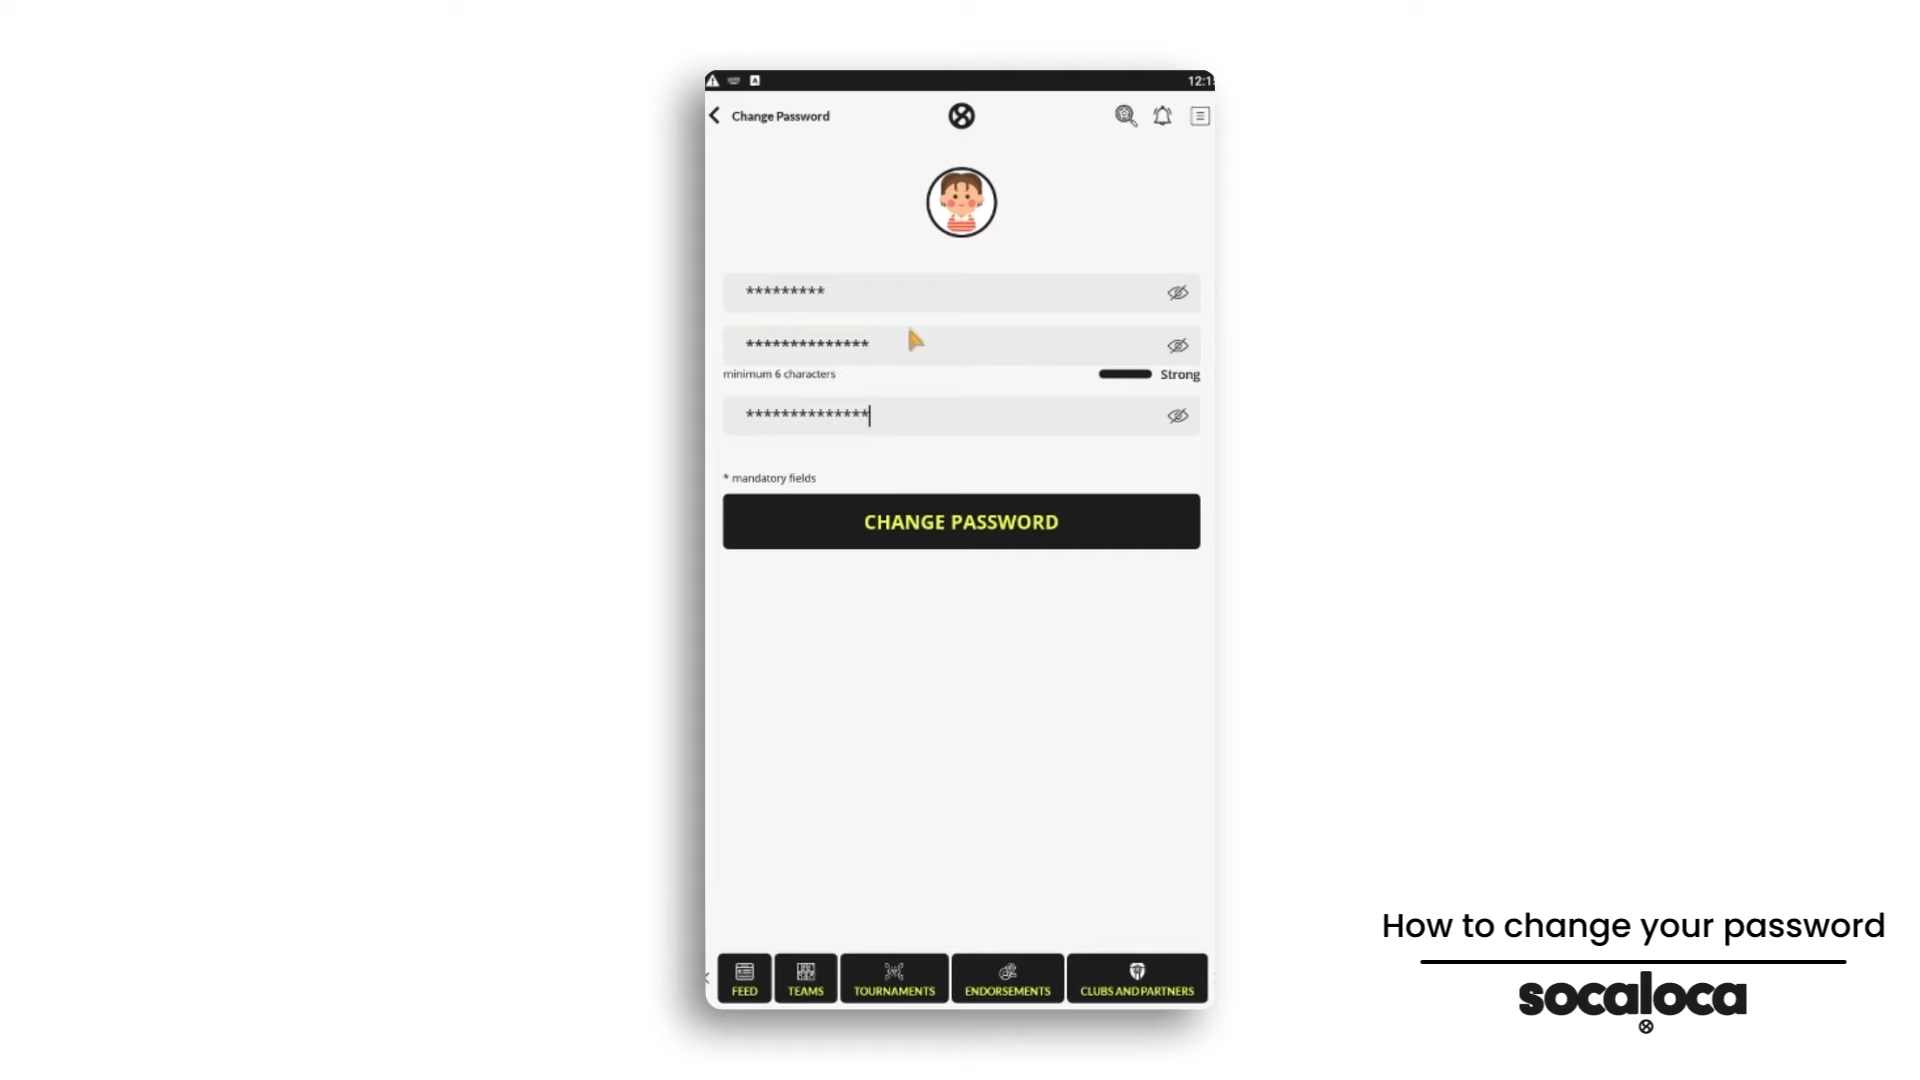 12:1
Change Password
*********
**************
minimum 6 characters
Strong
**************
* mandatory fields
CHANGE PASSWORD
FEED
TEAMS
TOURNAMENTS
ENDORSEMENTS
CLUBS AND PARTNERS
How to change your password
socaloca